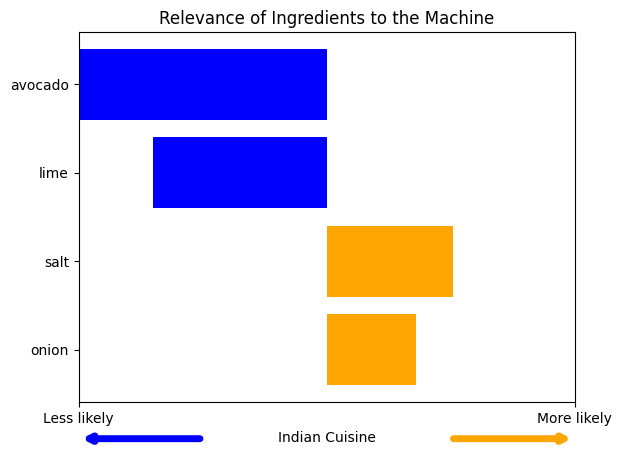 Relevance of Ingredients to the Machine
avocado
lime
salt
onion
Less likely
More likely
Indian Cuisine